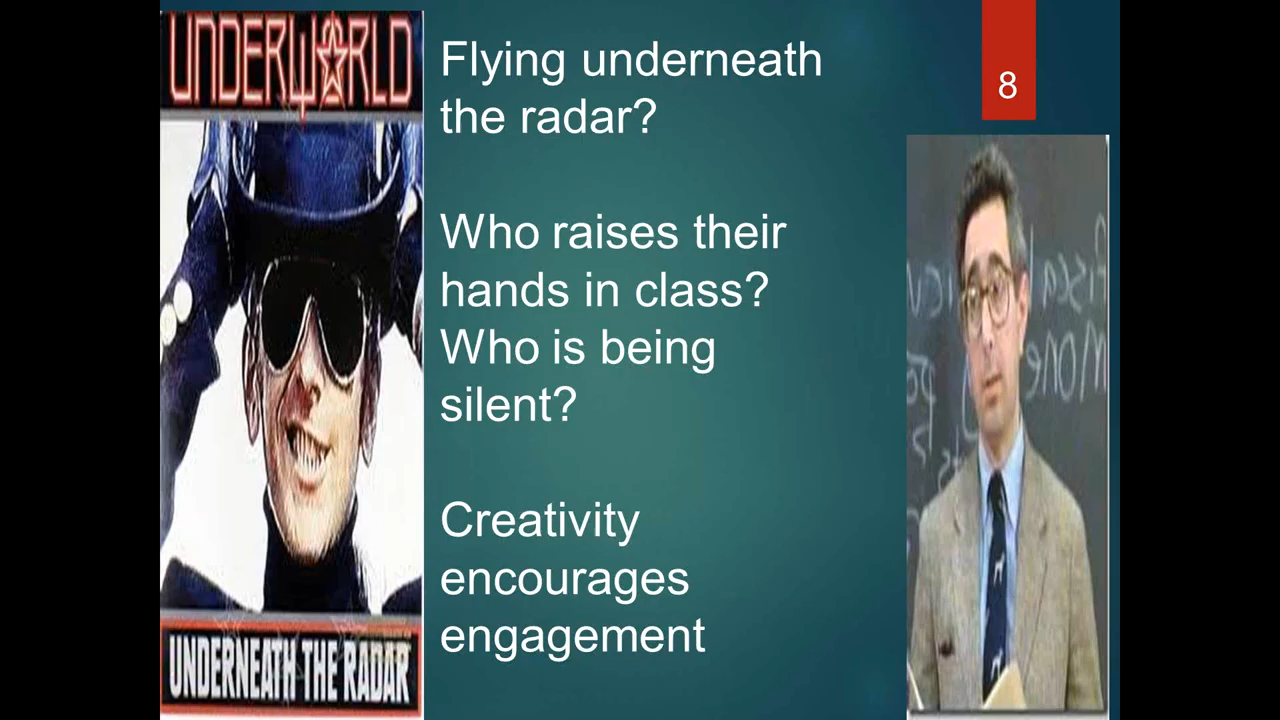 UNDERWORLD
UNDERNEATH THE RADAR
Flying underneath
the radar?
Who raises their
hands in class?
Who is being
silent?
Creativity
encourages
engagement
8